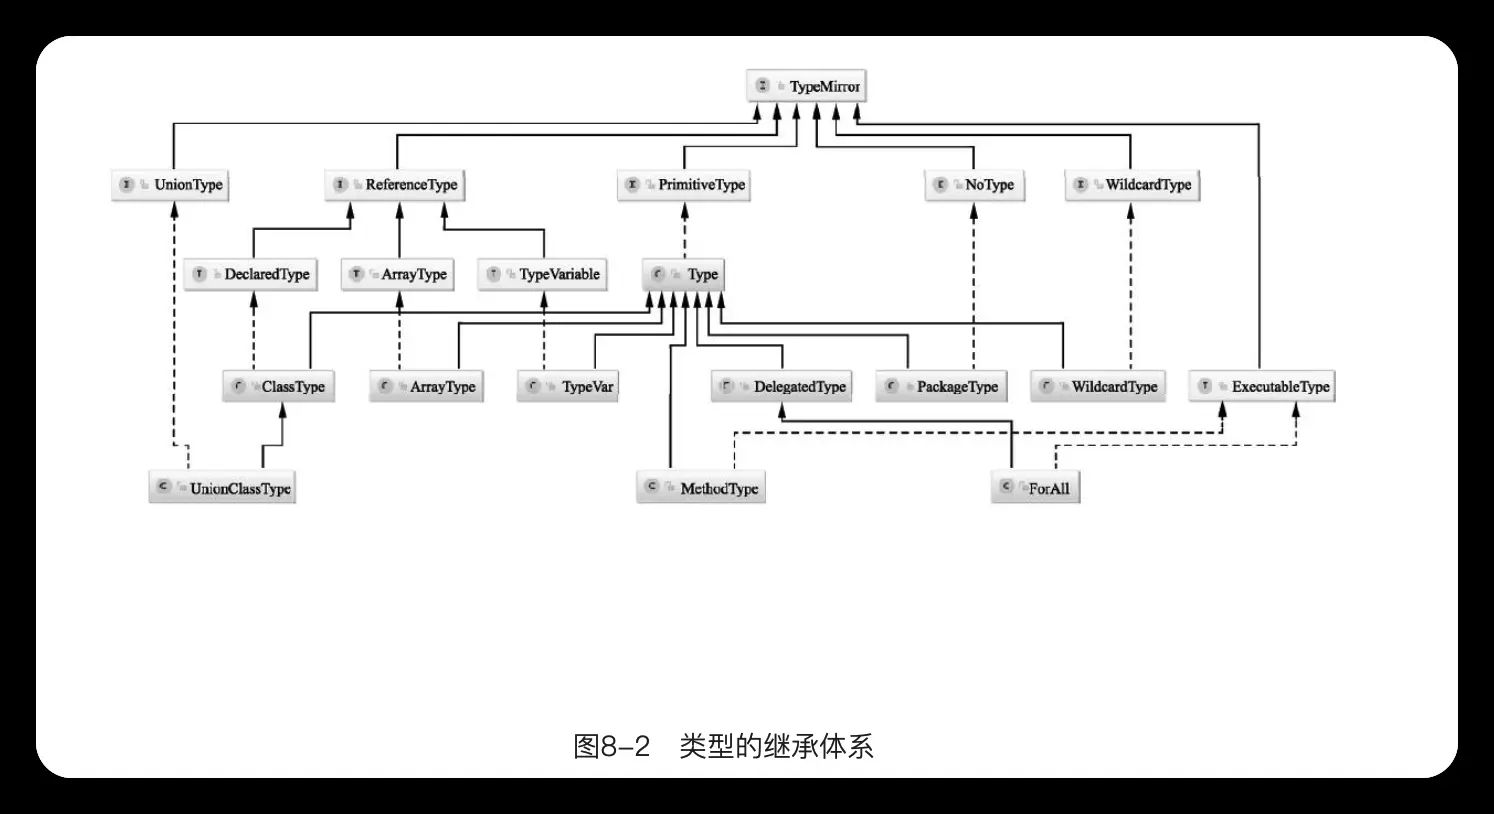 TypeMirror
UnionType
ReferenceType
PrimitiveType
NoType
WildcardType
DeclaredType
ArrayType
TypeVariable
Type
ClassType
ArrayType
TypeVar
DelegatedType
PackageType
WildcardType
ExecutableType
UnionClassType
MethodType
ForAll
图8-2 类型的继承体系